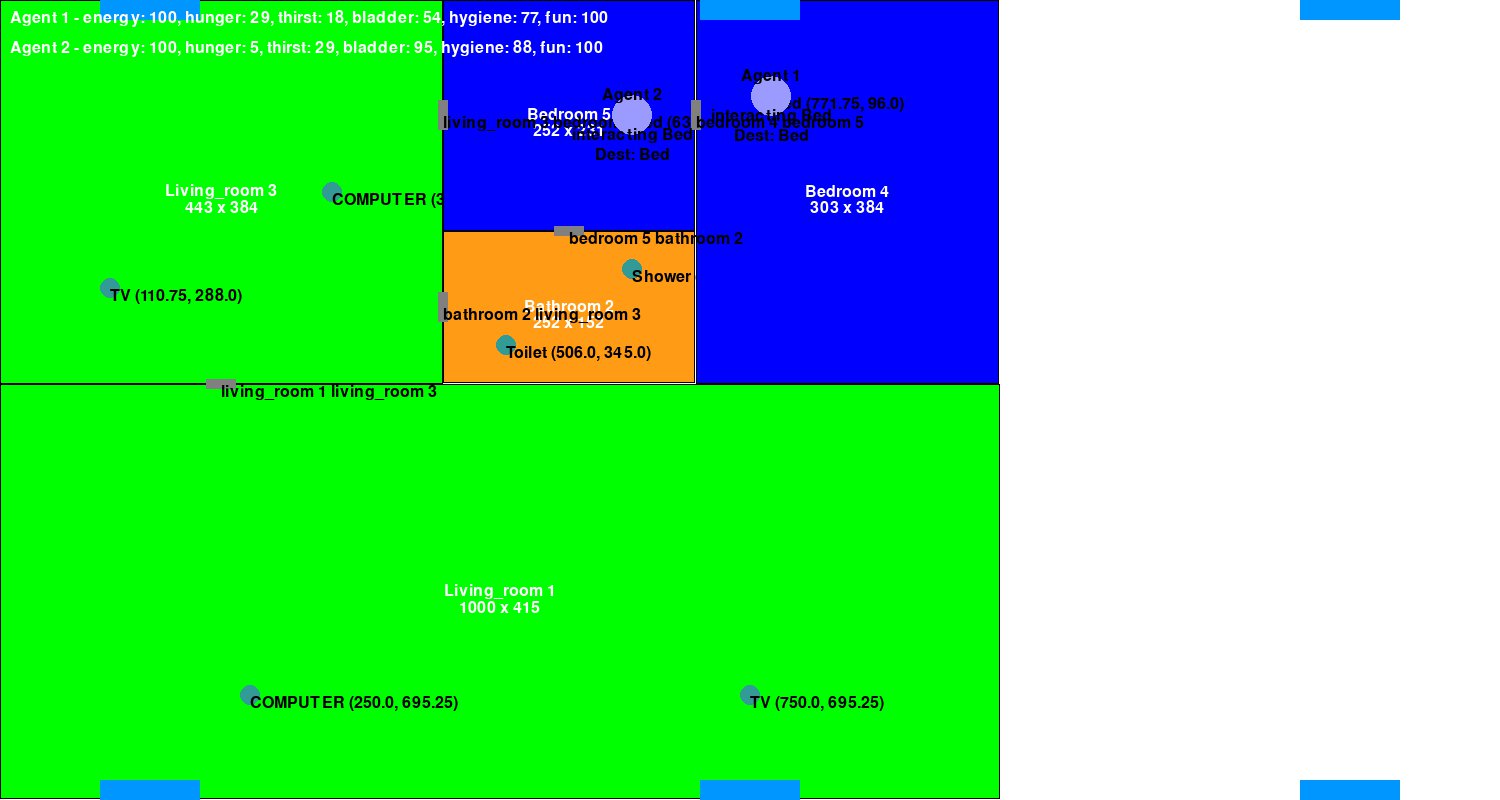 Agent 1 - energy: 100, hunger: 29, thirst: 18, bladder: 54, hygiene: 77, fun: 100
Agent 2 - energy: 100, hunger: 5, thirst: 29, bladder: 95, hygiene: 88, fun: 100
Agent 1
Agent 2
(771.75, 96.0)
Bedroom 5
interacting Bed
living_room 3
(63
bedroom 4 bedroom 5
252 x
interacting Bed
Dest: Bed
Dest: Bed
Living_room 3
443 x 384
COMPUTER (3
Bedroom 4
303 x 384
bedroom 5 bathroom 2
Shower
TV (110.75, 288.0)
Bathroom 2
bathroom 2 living_room 3
252 x 152
Toilet (506.0, 345.0)
living_room 1 living_room 3
Living_room 1
1000 x 415
COMPUTER (250.0, 695.25)
TV (750.0, 695.25)